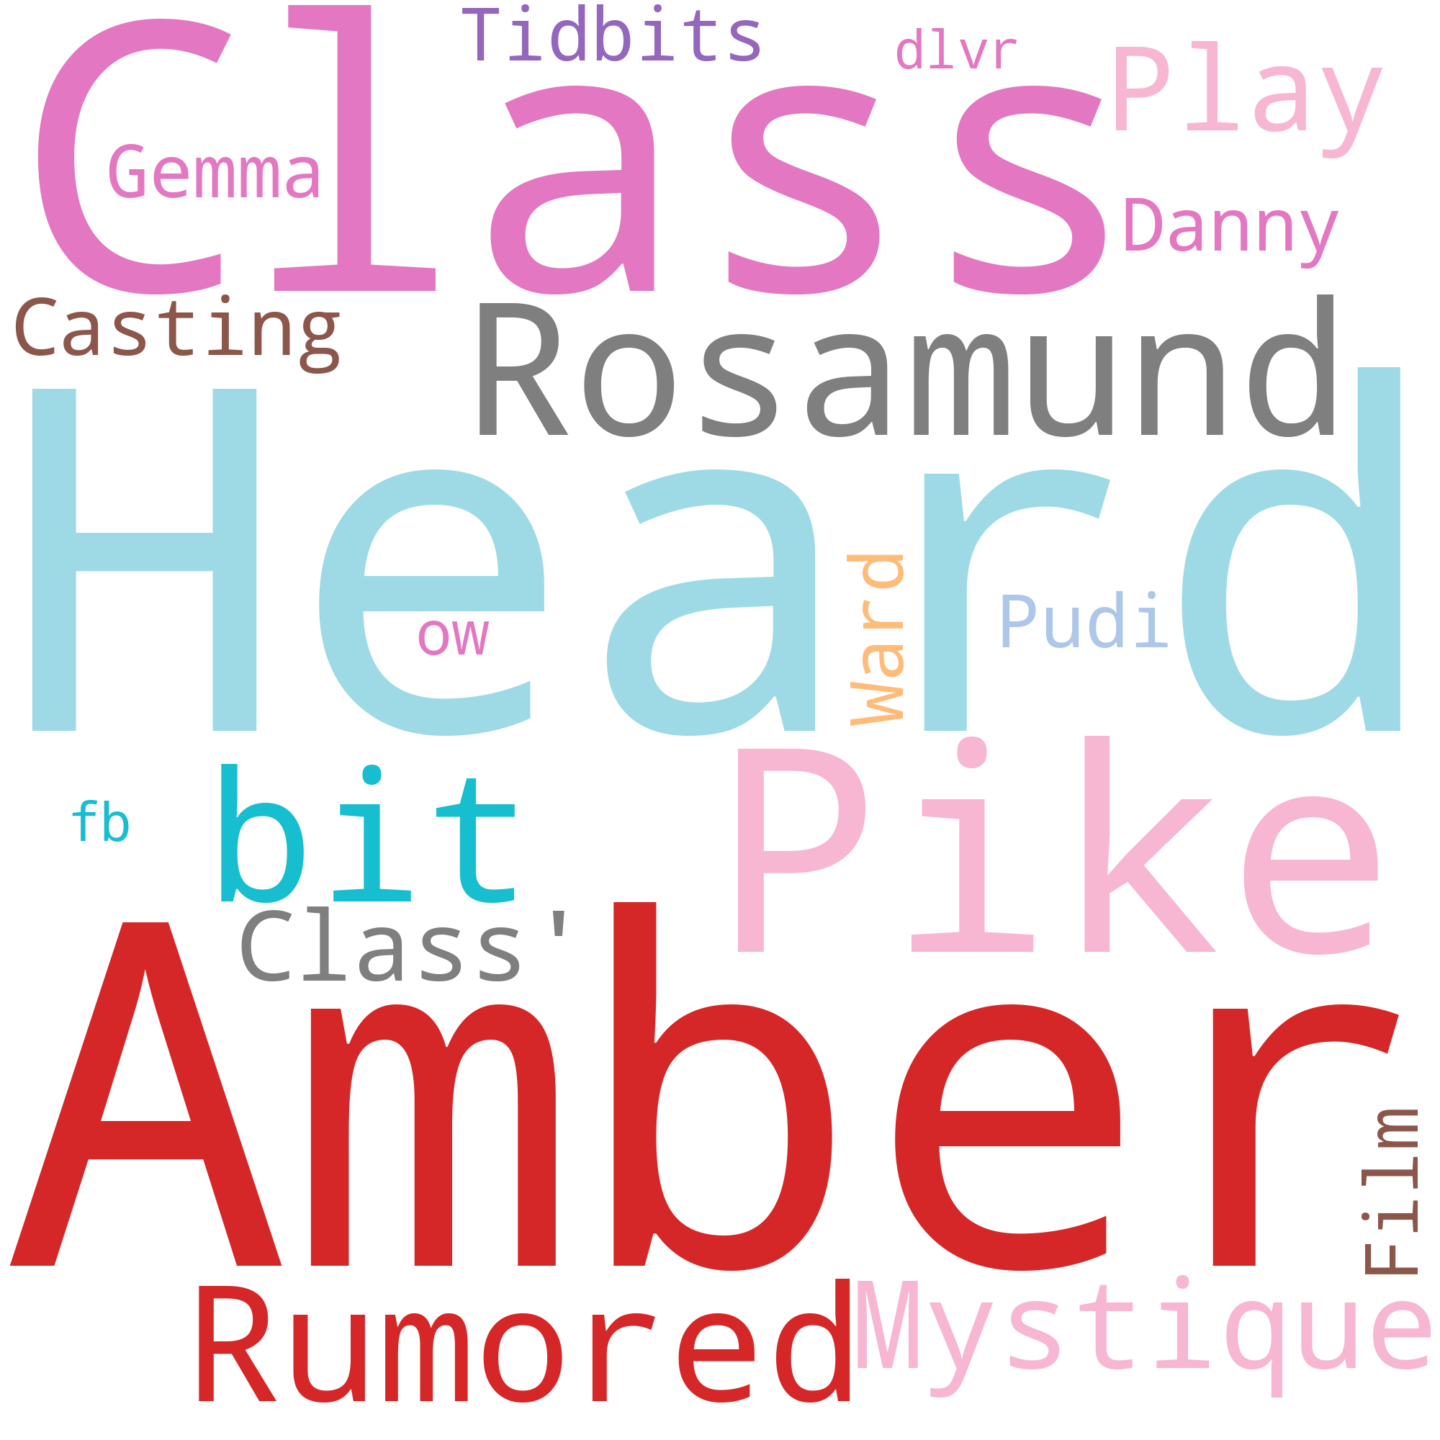 Tidbits
dlvr
Class
Play
Gemma
Danny
Casting
Rosamund
Heard
Ward
Pudi
ow
Pike
bit
fb
Class'
Amber
Film
Rumored
Mystique